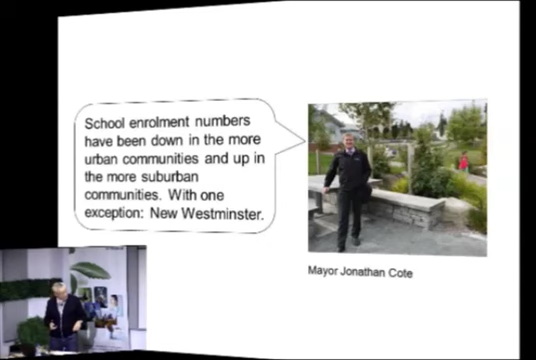 School enrolment numbers
have been down in the more
urban communities and up in
the more suburban
communities. With one
exception: New Westminster.
Mayor Jonathan Cote